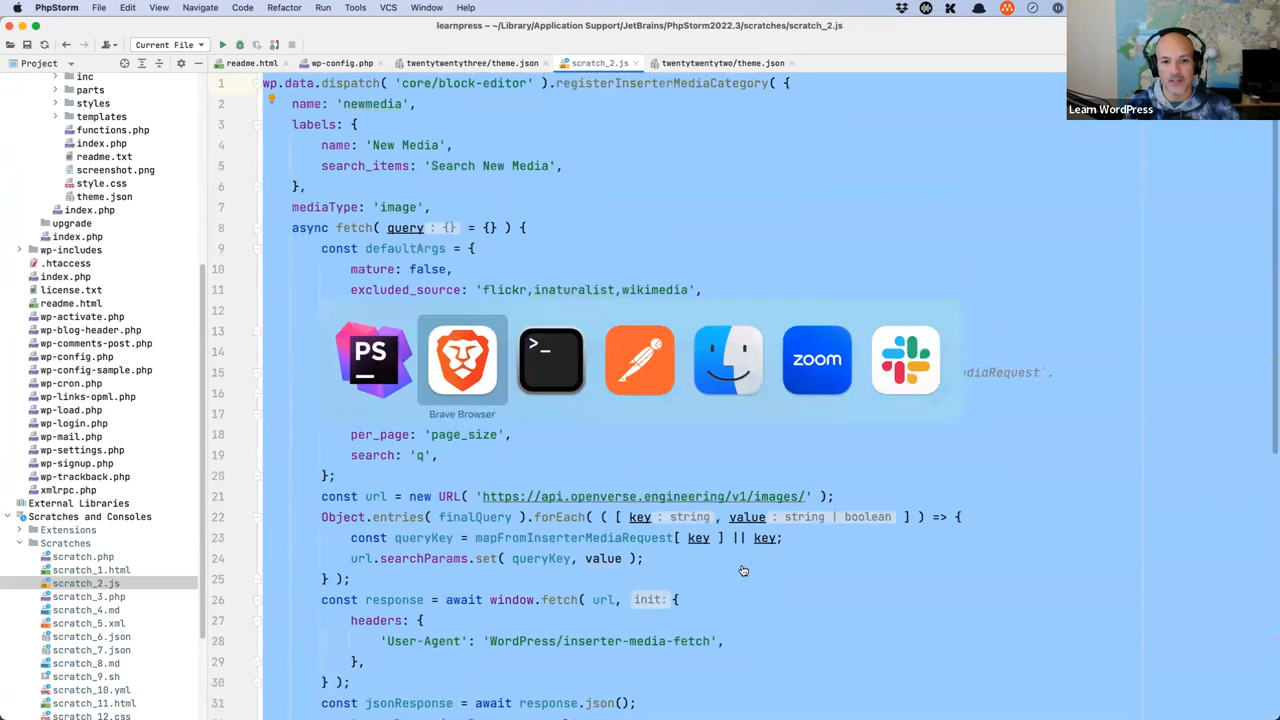 PhpStorm File Edit View Navigate Code Refactor Run Tools VCS Window Help
learnpress – ~/Library/Application Support/JetBrains/PhpStorm2022.3/scratches/scratch_2.js
Current File
Project
readme.html
wp-config.php
twentytwentythree/theme.json
scratch_2.js
twentytwentytwo/theme.json
Learn WordPress
inc
parts
styles
templates
functions.php
index.php
readme.txt
screenshot.png
style.css
theme.json
index.php
upgrade
index.php
wp-includes
.htaccess
index.php
license.txt
readme.html
wp-activate.php
wp-blog-header.php
wp-comments-post.php
wp-config.php
wp-config-sample.php
wp-cron.php
wp-links-opml.php
wp-load.php
wp-login.php
wp-mail.php
wp-settings.php
wp-signup.php
wp-trackback.php
xmlrpc.php
External Libraries
Scratches and Consoles
Extensions
Scratches
scratch.php
scratch_1.html
scratch_2.js
scratch_3.php
scratch_4.md
scratch_5.xml
scratch_6.json
scratch_7.json
scratch_8.md
scratch_9.sh
scratch_10.yml
scratch_11.html
scratch_12.css
1 wp.data.dispatch( 'core/block-editor' ).registerInserterMediaCategory( {
2 name: 'newmedia',
3 labels: {
4 name: 'New Media',
5 search_items: 'Search New Media',
6 },
7 mediaType: 'image',
8 async fetch( query : {} = {} ) {
9 const defaultArgs = {
10 mature: false,
11 excluded_source: 'flickr,inaturalist,wikimedia',
12
13
14
15 diaRequest`.
16
17
18 per_page: 'page_size',
19 search: 'q',
20 };
21 const url = new URL( 'https://api.openverse.engineering/v1/images/' );
22 Object.entries( finalQuery ).forEach( ( [ key : string , value : string | boolean ] ) => {
23 const queryKey = mapFromInserterMediaRequest[ key ] || key;
24 url.searchParams.set( queryKey, value );
25 } );
26 const response = await window.fetch( url, init: {
27 headers: {
28 'User-Agent': 'WordPress/inserter-media-fetch',
29 },
30 } );
31 const jsonResponse = await response.json();
PS
>_
zoom
Brave Browser